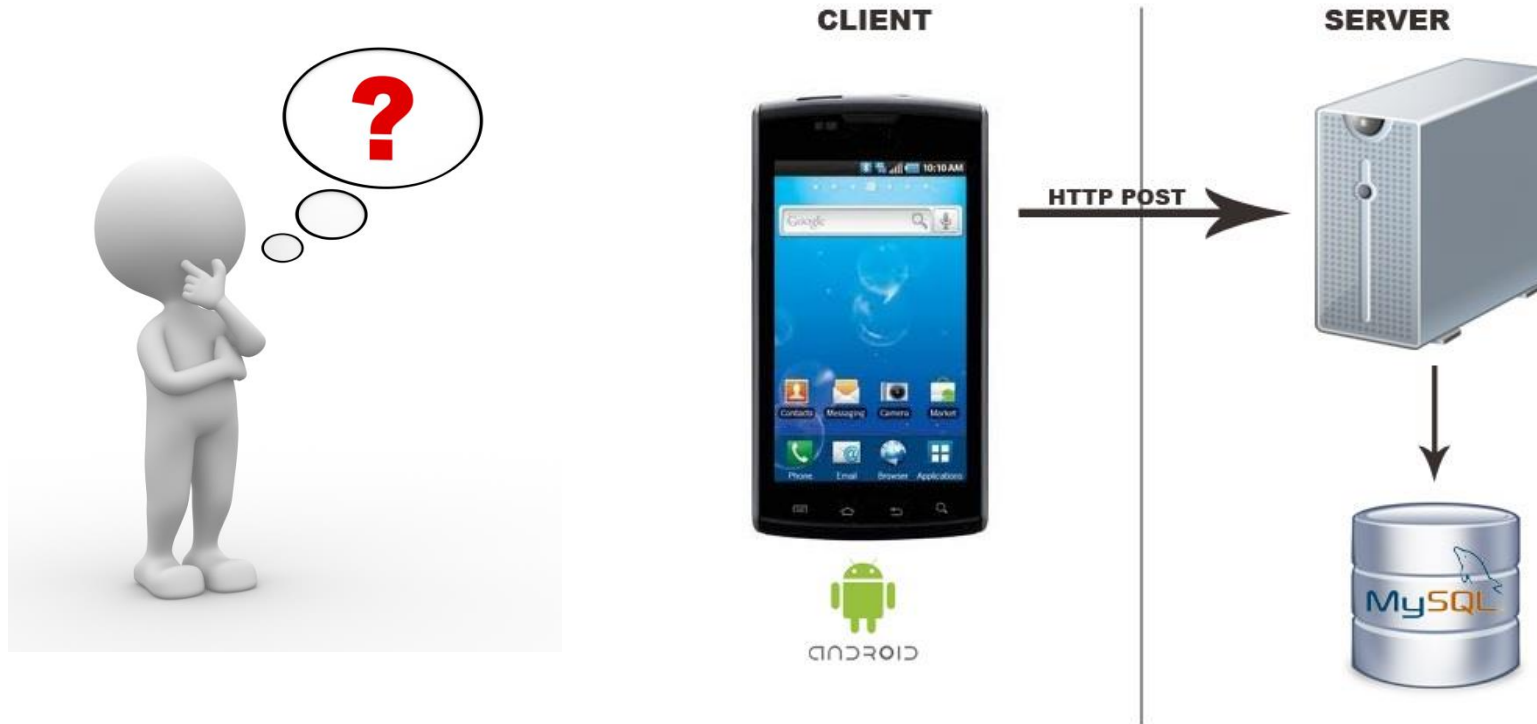 ?
CLIENT
SERVER
10:10 AM
Google
HTTP POST
Contacts Messaging Camera Market
Phone Email Browser Applications
MySQL
ANDROID